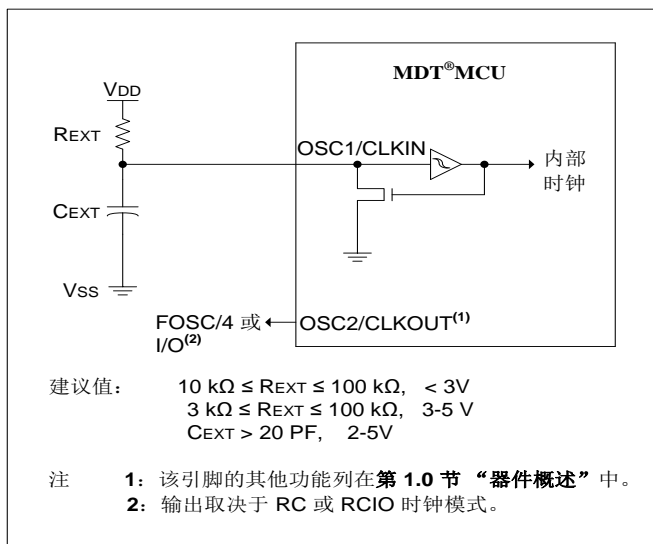 MDT®MCU
VDD
REXT
OSC1/CLKIN
内部
时钟
CEXT
VSS
FOSC/4 或
I/O(2)
OSC2/CLKOUT(1)
建议值： 10 kΩ ≤ REXT ≤ 100 kΩ, < 3V
3 kΩ ≤ REXT ≤ 100 kΩ, 3-5 V
CEXT > 20 PF, 2-5V
注 1：该引脚的其他功能列在第 1.0 节 “器件概述”中。
2：输出取决于 RC 或 RCIO 时钟模式。